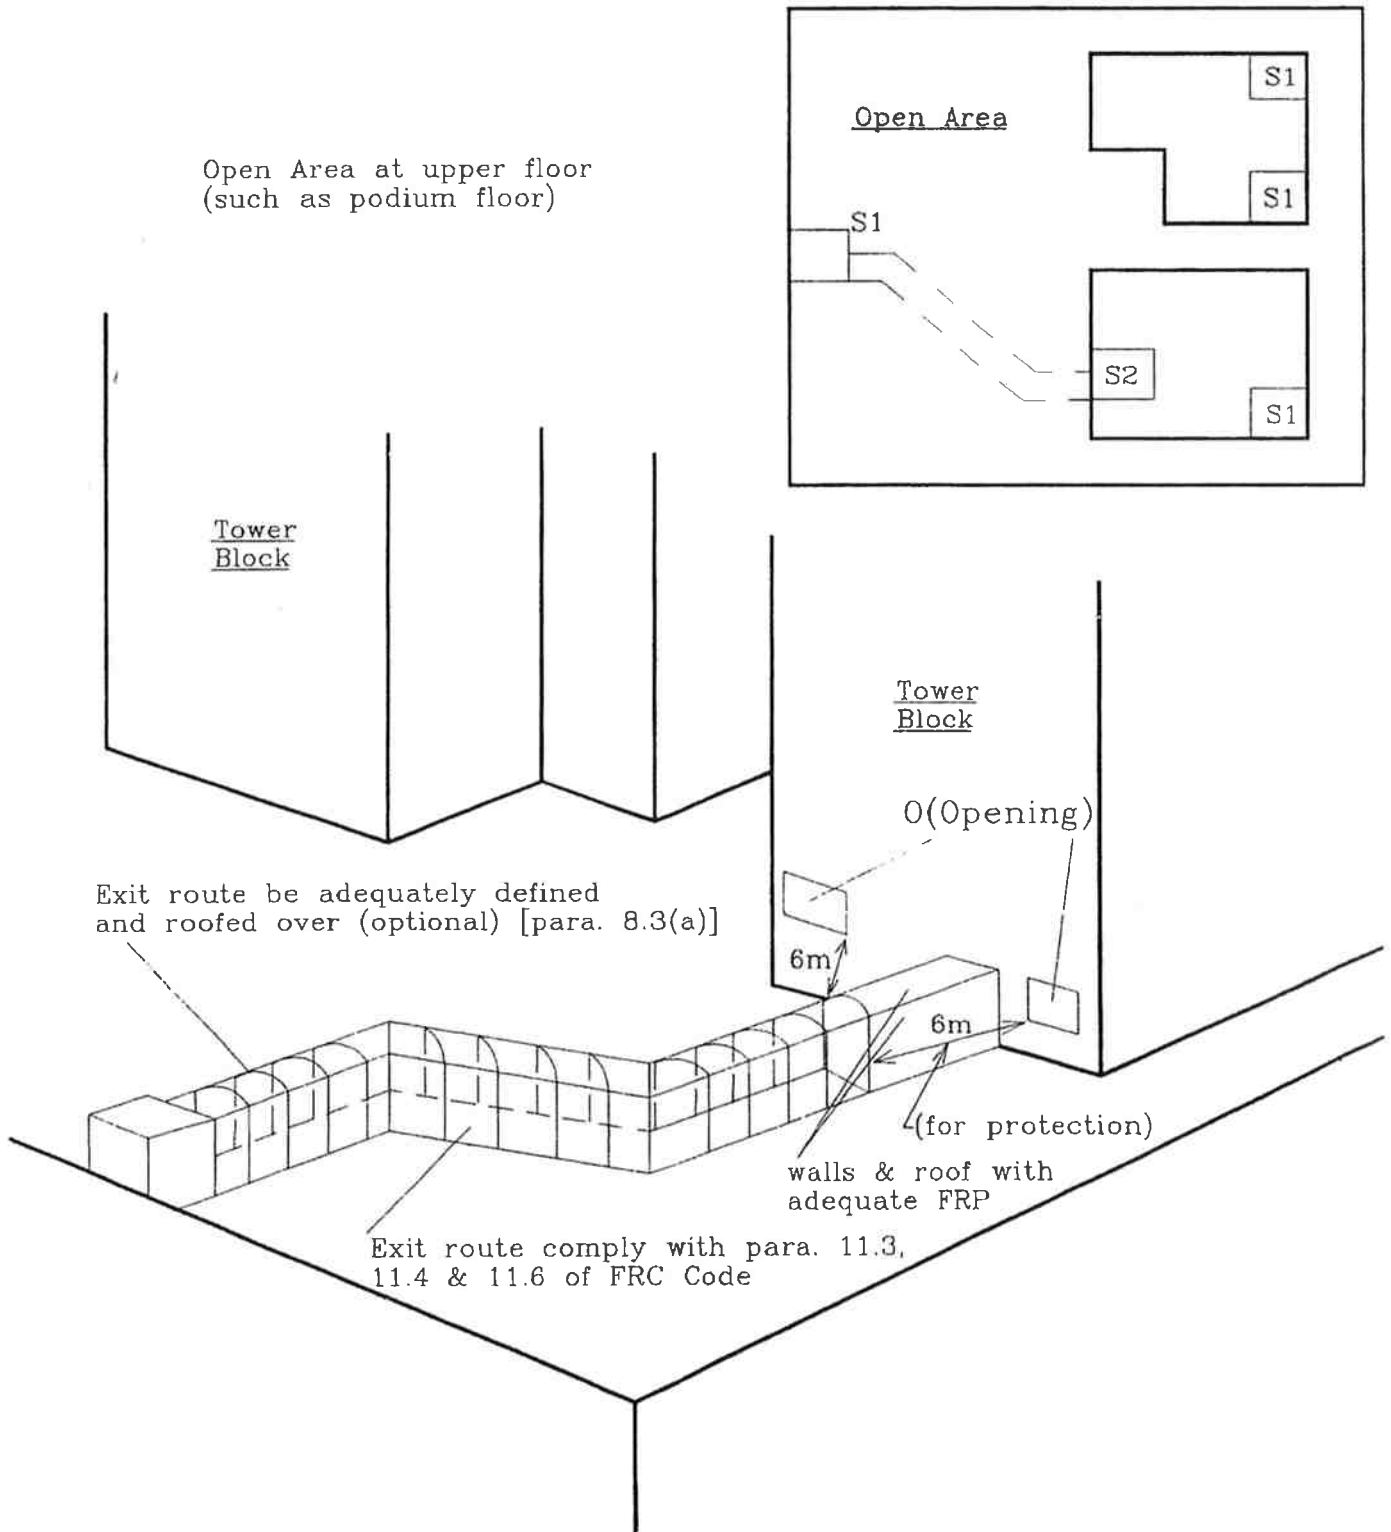 Open Area at upper floor
(such as podium floor)
Open Area
S1
S1
S1
S2
S1
Tower
Block
Tower
Block
O(Opening)
Exit route be adequately defined
and roofed over (optional) [para. 8.3(a)]
6m
6m
(for protection)
walls & roof with
adequate FRP
Exit route comply with para. 11.3,
11.4 & 11.6 of FRC Code